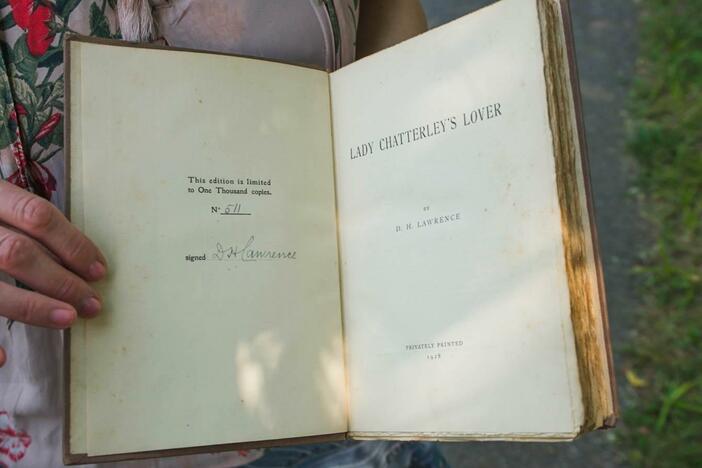 This edition is limited
to One Thousand copies.
Nº 511
signed D H Lawrence
LADY CHATTERLEY'S LOVER
BY
D. H. LAWRENCE
PRIVATELY PRINTED
1928